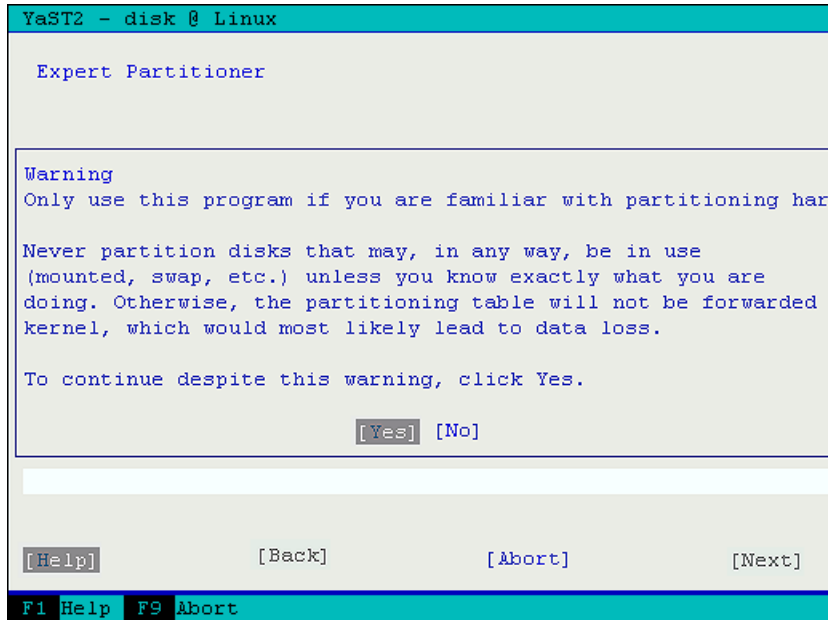 YaST2 - disk @ Linux
Expert Partitioner
Warning
Only use this program if you are familiar with partitioning har
Never partition disks that may, in any way, be in use
(mounted, swap, etc.) unless you know exactly what you are
doing. Otherwise, the partitioning table will not be forwarded
kernel, which would most likely lead to data loss.
To continue despite this warning, click Yes.
[Yes] [No]
[Help] [Back] [Abort] [Next]
F1 Help F9 Abort